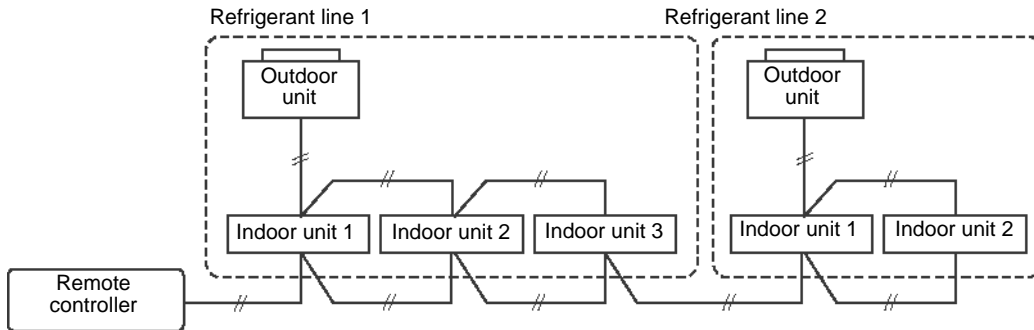 Refrigerant line 1
Refrigerant line 2
Outdoor
unit
Outdoor
unit
Indoor unit 1
Indoor unit 2
Indoor unit 3
Indoor unit 1
Indoor unit 2
Remote
controller